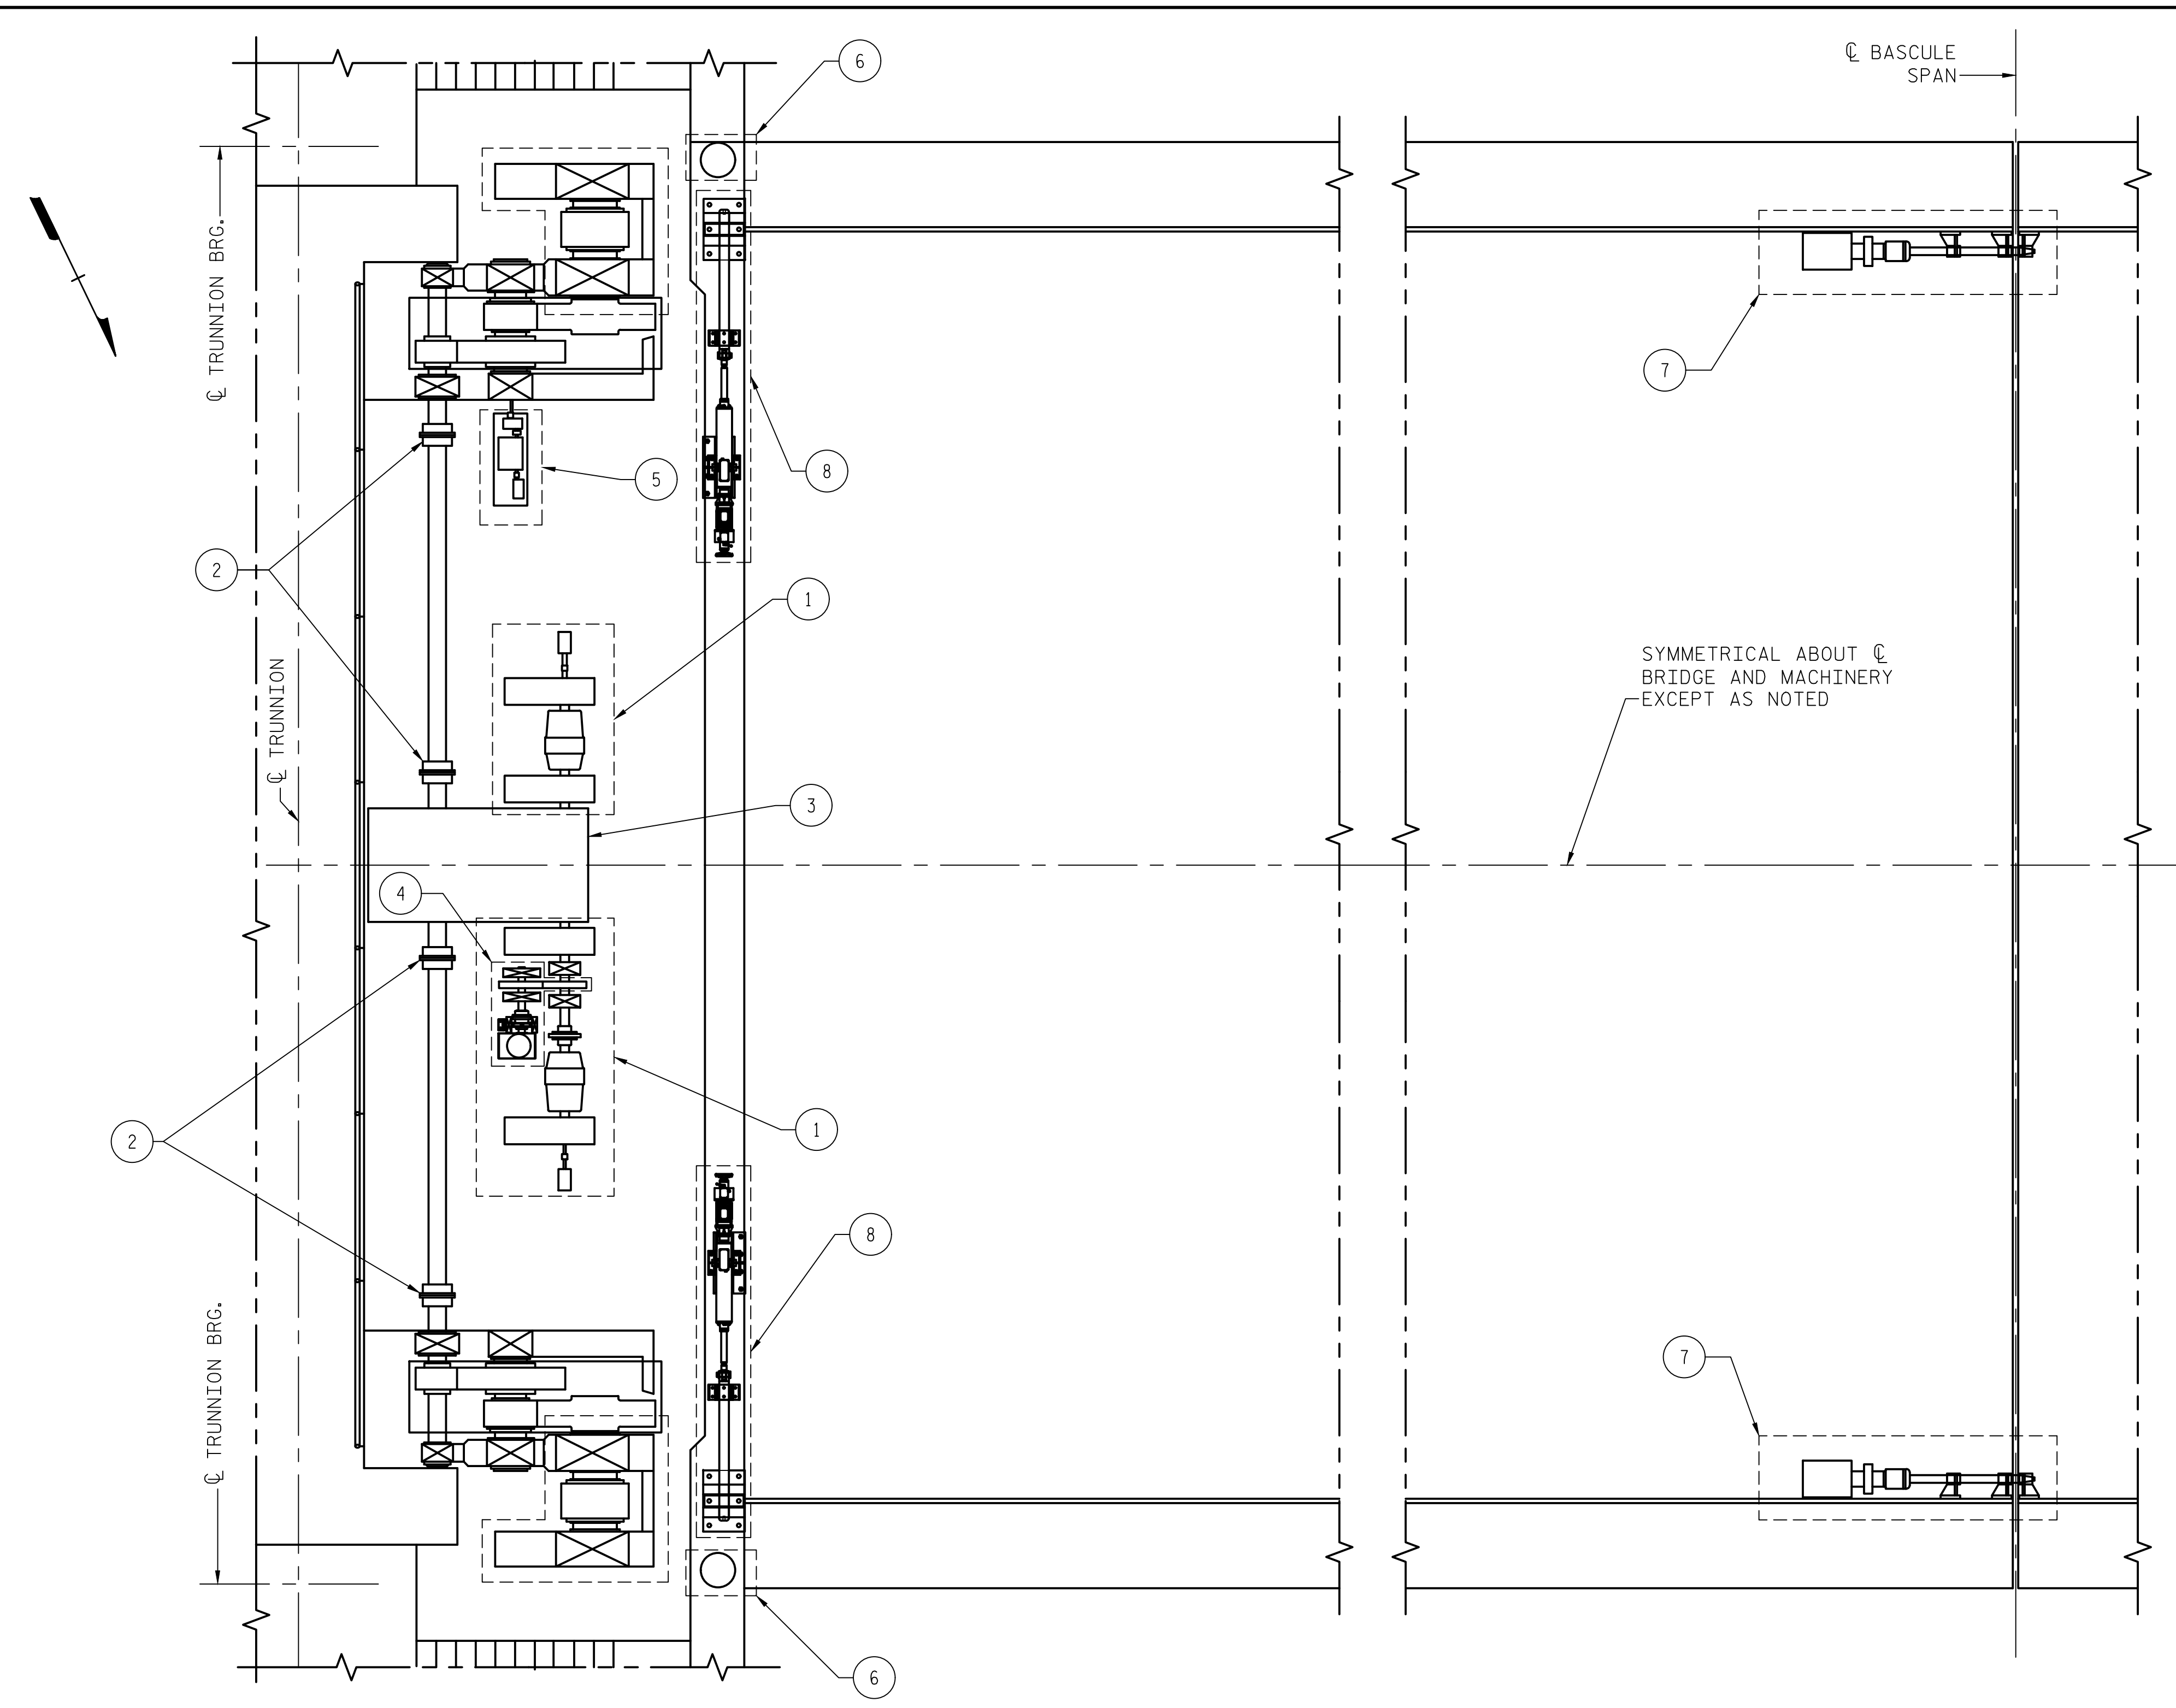 6
℄ BASCULE
SPAN
℄ TRUNNION BRG.
7
8
5
2
1
℄ TRUNNION
SYMMETRICAL ABOUT ℄
BRIDGE AND MACHINERY
EXCEPT AS NOTED
3
4
2
1
8
℄ TRUNNION BRG.
7
6